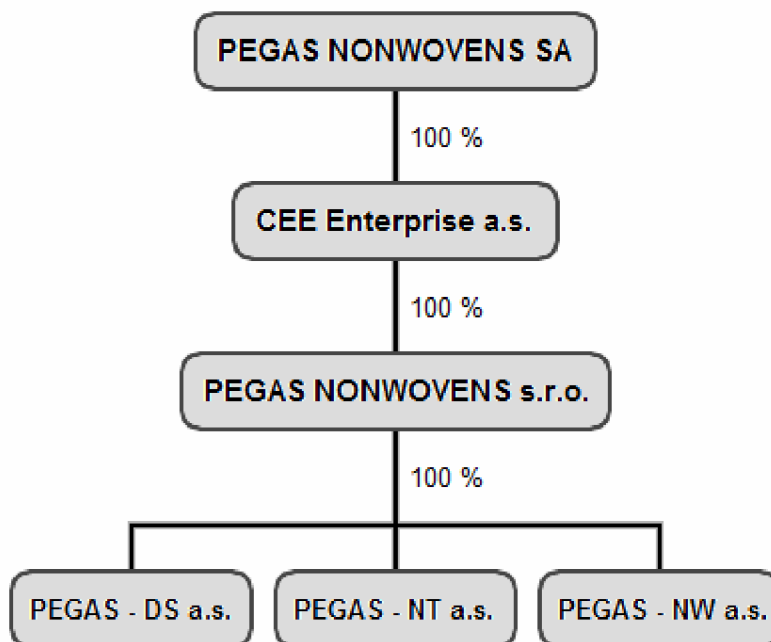 PEGAS NONWOVENS SA
100 %
CEE Enterprise a.s.
100 %
PEGAS NONWOVENS s.r.o.
100 %
PEGAS - DS a.s.
PEGAS - NT a.s.
PEGAS - NW a.s.